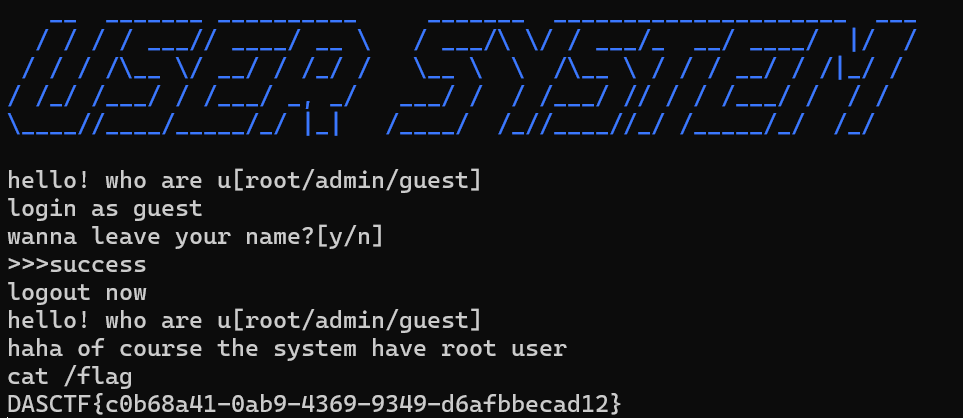 USER SYSTEM
hello! who are u[root/admin/guest]
login as guest
wanna leave your name?[y/n]
>>>success
logout now
hello! who are u[root/admin/guest]
haha of course the system have root user
cat /flag
DASCTF{c0b68a41-0ab9-4369-9349-d6afbbecad12}